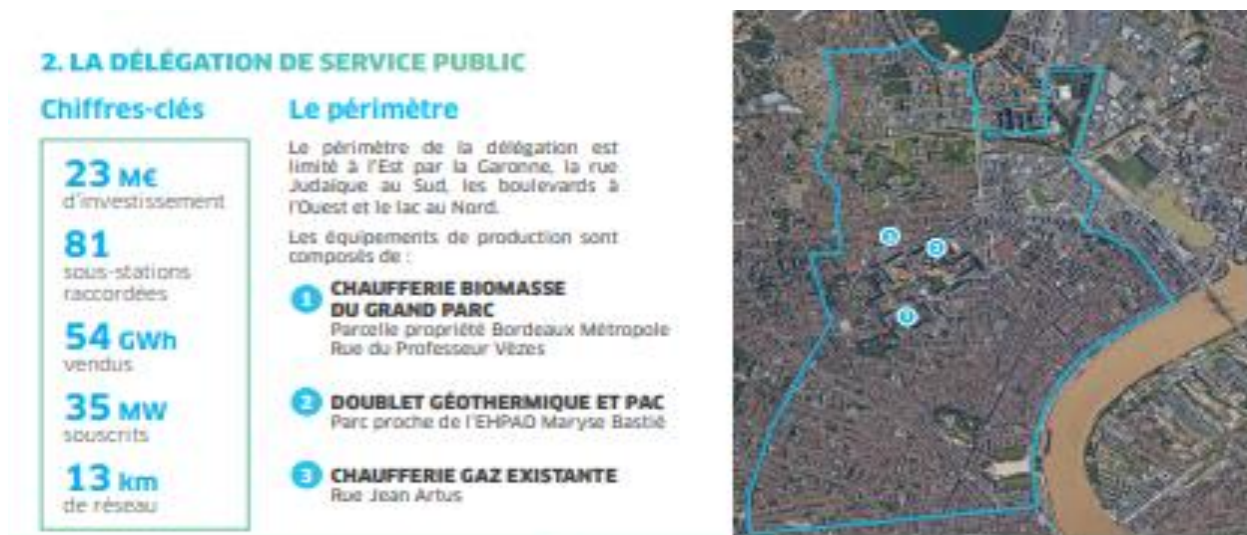 2. LA DÉLÉGATION DE SERVICE PUBLIC
Chiffres-clés
23 M€
d'investissement
81
sous-stations
raccordées
54 GWh
vendus
35 MW
souscrits
13 km
de réseau
Le périmètre
Le périmètre de la délégation est
limité à l'Est par la Garonne, la rue
Judaïque au Sud, les boulevards à
l'Ouest et le lac au Nord.
Les équipements de production sont
composés de :
1 CHAUFFERIE BIOMASSE
DU GRAND PARC
Parcelle propriété Bordeaux Métropole
Rue du Professeur Vèzes
2 DOUBLET GÉOTHERMIQUE ET PAC
Parc proche de l'EHPAD Maryse Bastié
3 CHAUFFERIE GAZ EXISTANTE
Rue Jean Artus